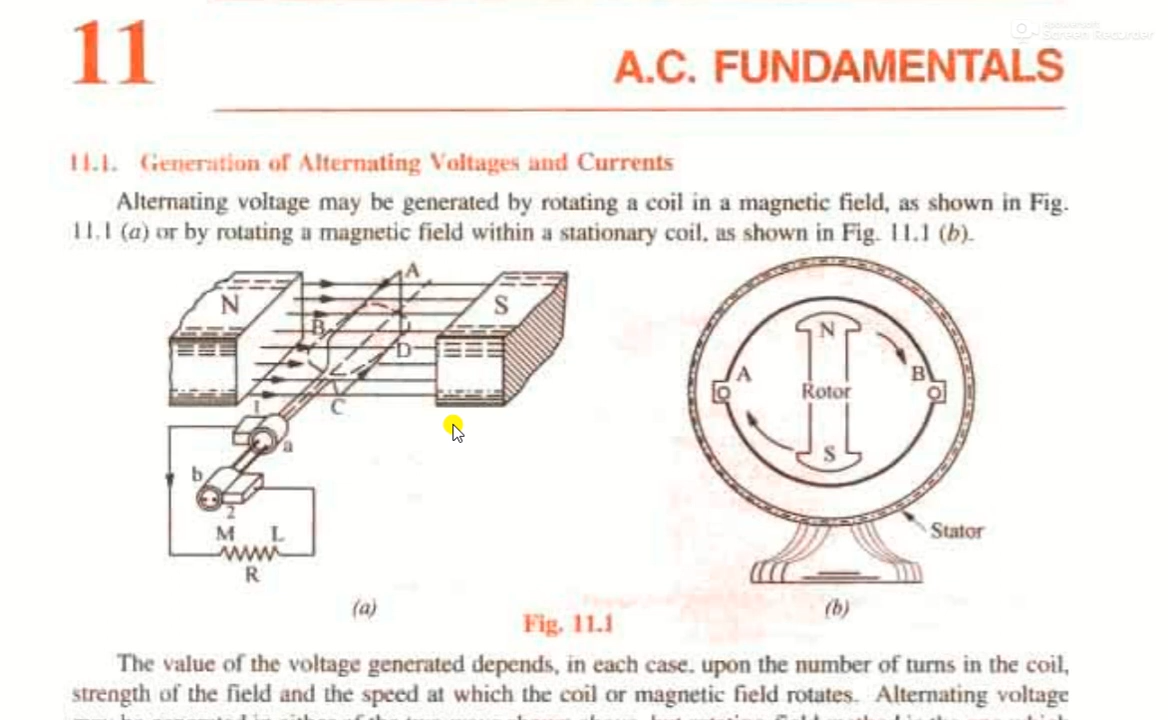 11
A.C. FUNDAMENTALS
Screen Recorder
11.1. Generation of Alternating Voltages and Currents
Alternating voltage may be generated by rotating a coil in a magnetic field, as shown in Fig.
11.1 (a) or by rotating a magnetic field within a stationary coil, as shown in Fig. 11.1 (b).
N
A
S
B
D
C
1
a
b
2
M L
R
(a)
N
A
B
Rotor
S
Stator
(b)
Fig. 11.1
The value of the voltage generated depends, in each case, upon the number of turns in the coil,
strength of the field and the speed at which the coil or magnetic field rotates. Alternating voltage